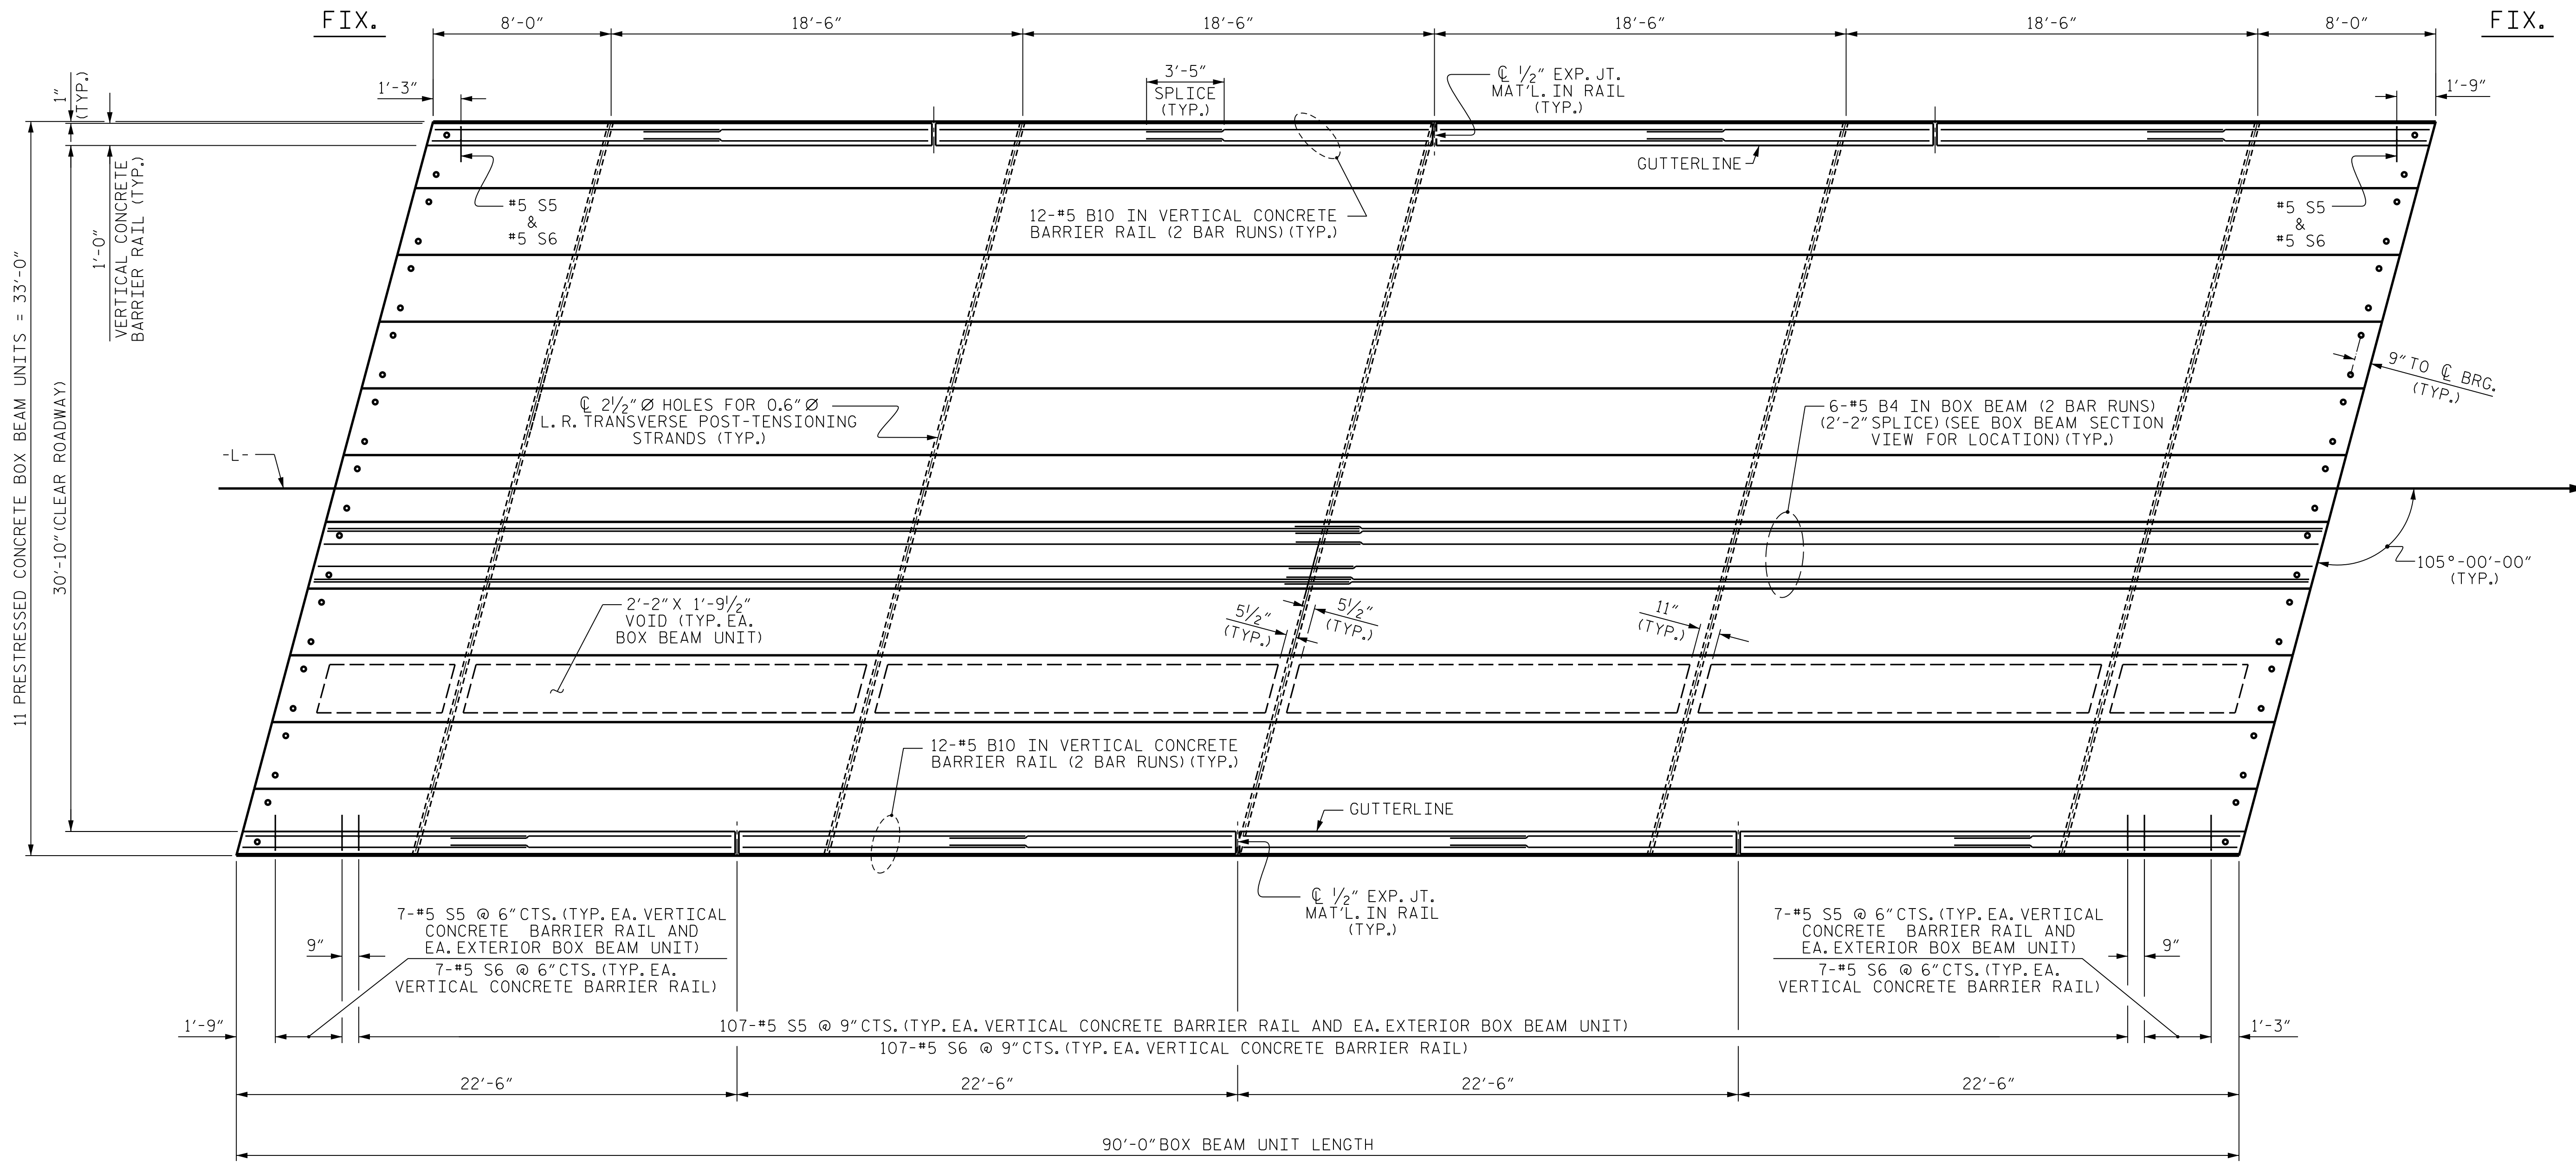 FIX.
8'-0"
18'-6"
18'-6"
18'-6"
18'-6"
8'-0"
FIX.
1"
(TYP.)
1'-3"
3'-5"
SPLICE
(TYP.)
℄ 1/2" EXP. JT.
MAT'L. IN RAIL
(TYP.)
1'-9"
GUTTERLINE
1'-0"
VERTICAL CONCRETE
BARRIER RAIL (TYP.)
#5 S5
&
#5 S6
12-#5 B10 IN VERTICAL CONCRETE
BARRIER RAIL (2 BAR RUNS) (TYP.)
#5 S5
&
#5 S6
11 PRESTRESSED CONCRETE BOX BEAM UNITS = 33'-0"
30'-10" (CLEAR ROADWAY)
9" TO ℄ BRG.
(TYP.)
℄ 2 1/2" Ø HOLES FOR 0.6" Ø
L. R. TRANSVERSE POST-TENSIONING
STRANDS (TYP.)
6-#5 B4 IN BOX BEAM (2 BAR RUNS)
(2'-2" SPLICE) (SEE BOX BEAM SECTION
VIEW FOR LOCATION) (TYP.)
-L-
105°-00'-00"
(TYP.)
2'-2" X 1'-9 1/2"
VOID (TYP. EA.
BOX BEAM UNIT)
5 1/2"
(TYP.)
5 1/2"
(TYP.)
11"
(TYP.)
12-#5 B10 IN VERTICAL CONCRETE
BARRIER RAIL (2 BAR RUNS) (TYP.)
GUTTERLINE
℄ 1/2" EXP. JT.
MAT'L. IN RAIL
(TYP.)
7-#5 S5 @ 6" CTS. (TYP. EA. VERTICAL
CONCRETE BARRIER RAIL AND
EA. EXTERIOR BOX BEAM UNIT)
7-#5 S6 @ 6" CTS. (TYP. EA.
VERTICAL CONCRETE BARRIER RAIL)
9"
7-#5 S5 @ 6" CTS. (TYP. EA. VERTICAL
CONCRETE BARRIER RAIL AND
EA. EXTERIOR BOX BEAM UNIT)
7-#5 S6 @ 6" CTS. (TYP. EA.
VERTICAL CONCRETE BARRIER RAIL)
9"
1'-9"
107-#5 S5 @ 9" CTS. (TYP. EA. VERTICAL CONCRETE BARRIER RAIL AND EA. EXTERIOR BOX BEAM UNIT)
107-#5 S6 @ 9" CTS. (TYP. EA. VERTICAL CONCRETE BARRIER RAIL)
1'-3"
22'-6"
22'-6"
22'-6"
22'-6"
90'-0" BOX BEAM UNIT LENGTH